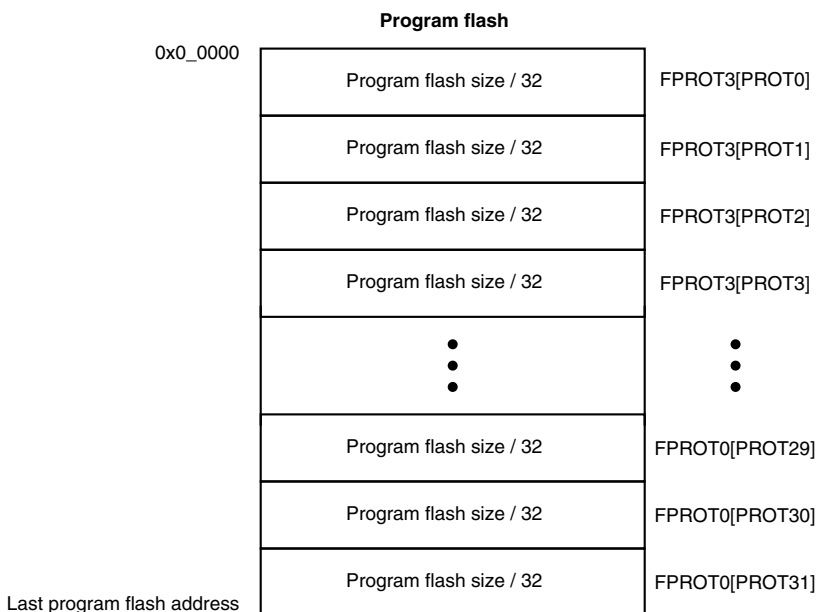 Program flash
0x0_0000
Program flash size / 32 FPROT3[PROT0]
Program flash size / 32 FPROT3[PROT1]
Program flash size / 32 FPROT3[PROT2]
Program flash size / 32 FPROT3[PROT3]
Program flash size / 32 FPROT0[PROT29]
Program flash size / 32 FPROT0[PROT30]
Program flash size / 32 FPROT0[PROT31]
Last program flash address